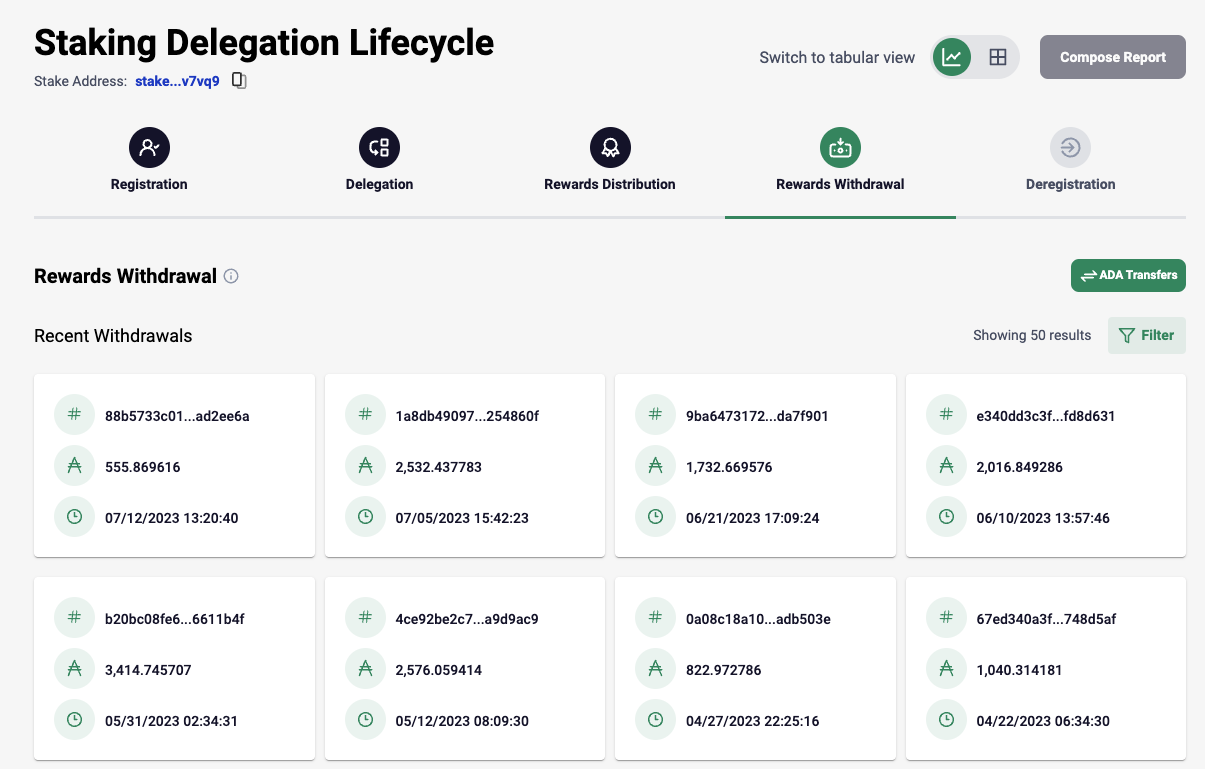 Staking Delegation Lifecycle
Switch to tabular view
Compose Report
Stake Address: stake...v7vq9
Registration
Delegation
Rewards Distribution
Rewards Withdrawal
Deregistration
Rewards Withdrawal
ADA Transfers
Recent Withdrawals
Showing 50 results
Filter
88b5733c01...ad2ee6a
555.869616
07/12/2023 13:20:40
1a8db49097...254860f
2,532.437783
07/05/2023 15:42:23
9ba6473172...da7f901
1,732.669576
06/21/2023 17:09:24
e340dd3c3f...fd8d631
2,016.849286
06/10/2023 13:57:46
b20bc08fe6...6611b4f
3,414.745707
05/31/2023 02:34:31
4ce92be2c7...a9d9ac9
2,576.059414
05/12/2023 08:09:30
0a08c18a10...adb503e
822.972786
04/27/2023 22:25:16
67ed340a3f...748d5af
1,040.314181
04/22/2023 06:34:30